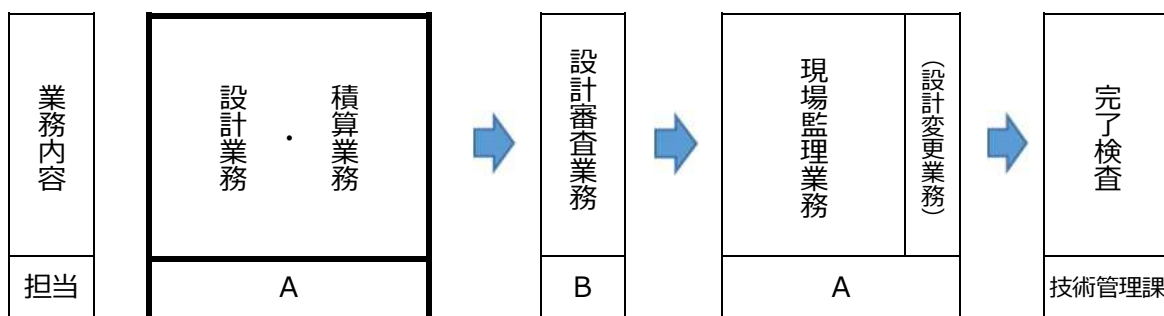 業務内容
積算業務
・
設計業務
設計審査業務
現場監理業務
（設計変更業務）
完了検査
担当
A
B
A
技術管理課